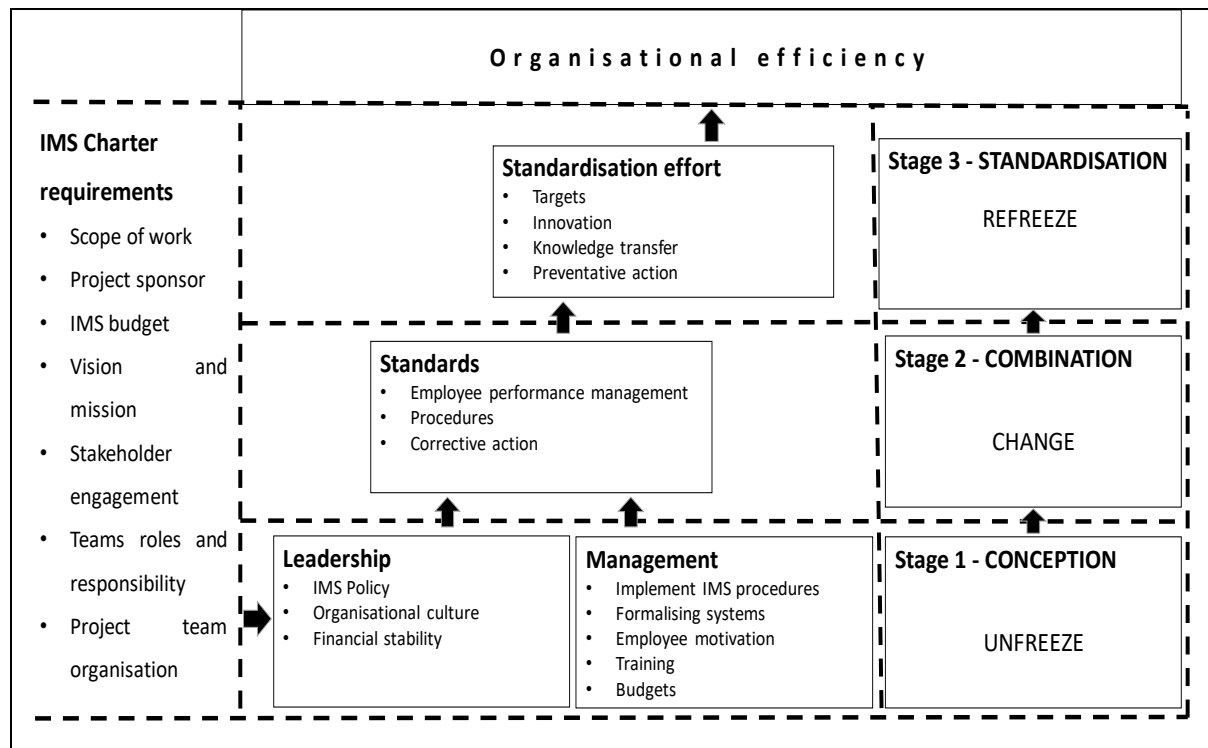 Organisational efficiency
IMS Charter
requirements
• Scope of work
• Project sponsor
• IMS budget
• Vision and
mission
• Stakeholder
engagement
• Teams roles and
responsibility
• Project team
organisation
Standardisation effort
• Targets
• Innovation
• Knowledge transfer
• Preventative action
Stage 3 - STANDARDISATION
REFREEZE
Standards
• Employee performance management
• Procedures
• Corrective action
Stage 2 - COMBINATION
CHANGE
Leadership
• IMS Policy
• Organisational culture
• Financial stability
Management
• Implement IMS procedures
• Formalising systems
• Employee motivation
• Training
• Budgets
Stage 1 - CONCEPTION
UNFREEZE